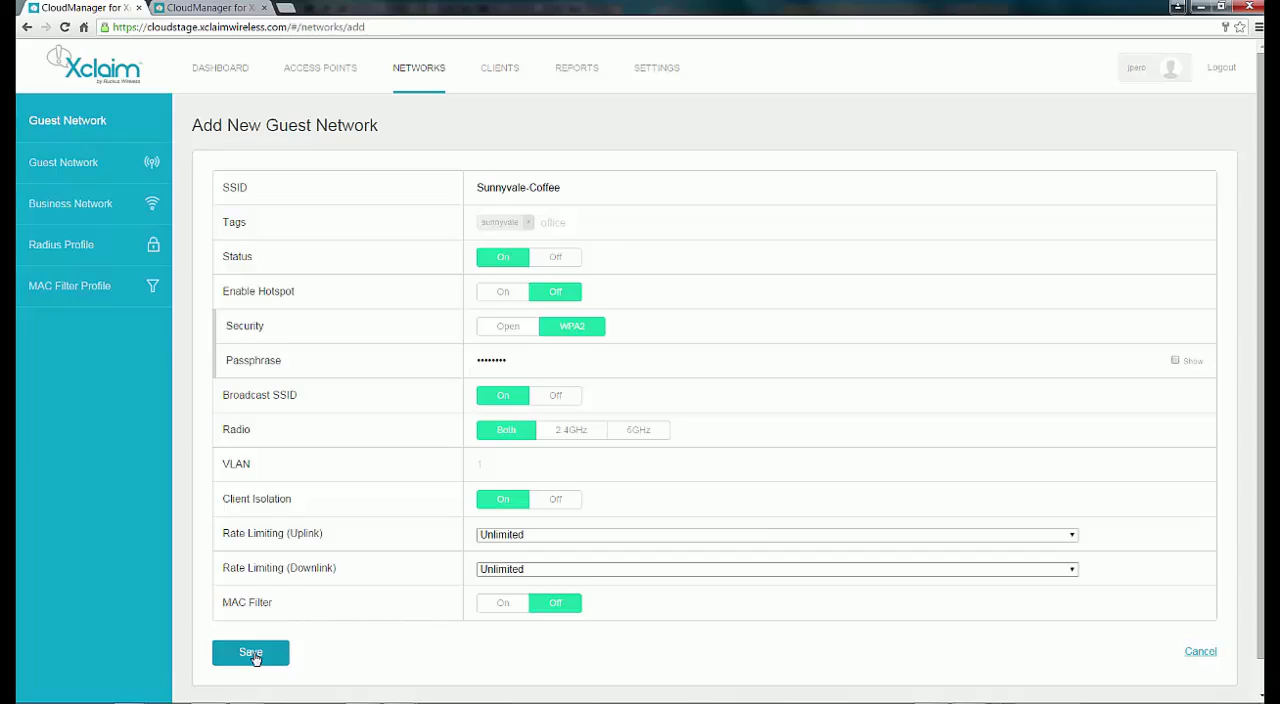 CloudManager for X
CloudManager for X
https://cloudstage.xclaimwireless.com/#/networks/add
Xclaim
by Ruckus Wireless
DASHBOARD
ACCESS POINTS
NETWORKS
CLIENTS
REPORTS
SETTINGS
jpero
Logout
Guest Network
Guest Network
Business Network
Radius Profile
MAC Filter Profile
Add New Guest Network
SSID Sunnyvale-Coffee
Tags sunnyvale × office
Status On Off
Enable Hotspot On Off
Security Open WPA2
Passphrase •••••••• Show
Broadcast SSID On Off
Radio Both 2.4GHz 5GHz
VLAN 1
Client Isolation On Off
Rate Limiting (Uplink) Unlimited
Rate Limiting (Downlink) Unlimited
MAC Filter On Off
Save
Cancel